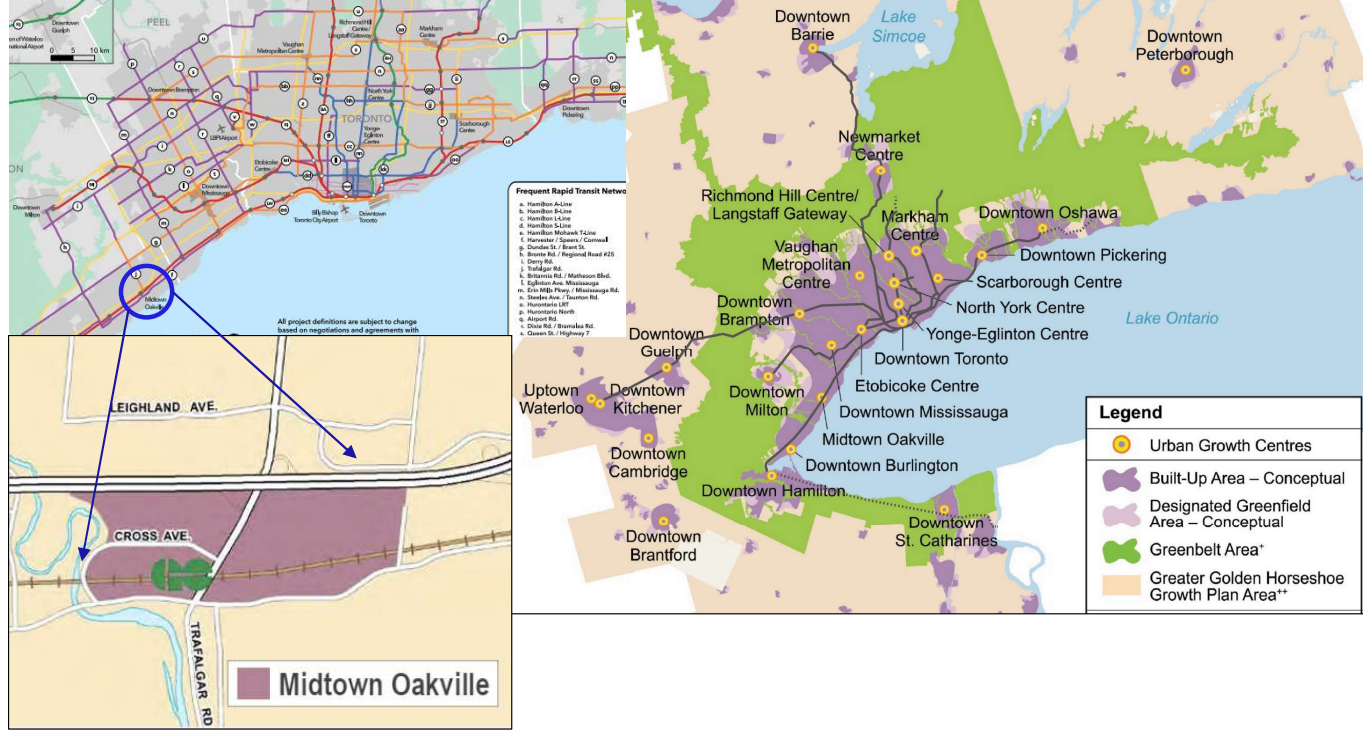 Downtown
Guelph
10 km
PEEL
Richmond Hill
Centre /
Langstaff Gateway
Markham
Centre
Vaughan
Metropolitan Centre
Downtown Brampton
North York
Centre
TORONTO
Yonge-
Eglinton
Centre
Scarborough
Centre
Downtown
Pickering
Etobicoke
Centre
Downtown
Mississauga
Downtown
Milton
Billy Bishop
Toronto City Airport
Downtown
Toronto
Midtown
Oakville
Frequent Rapid Transit Netwo
a. Hamilton A-Line
b. Hamilton B-Line
c. Hamilton L-Line
d. Hamilton S-Line
e. Hamilton Mohawk T-Line
f. Harvester / Speers / Cornwall
g. Dundas St. / Brant St.
h. Bronte Rd. / Regional Road #25
i. Derry Rd.
j. Trafalgar Rd.
k. Britannia Rd. / Matheson Blvd.
l. Eglinton Ave. Mississauga
m. Erin Mills Pkwy. / Mississauga Rd.
n. Steeles Ave. / Taunton Rd.
o. Hurontario LRT
p. Hurontario North
q. Airport Rd.
r. Dixie Rd. / Bramalea Rd.
s. Queen St. / Highway 7
All project definitions are subject to change
based on negotiations and agreements with
LEIGHLAND AVE.
CROSS AVE.
TRAFALGAR RD
Midtown Oakville
Downtown
Barrie
Lake
Simcoe
Downtown
Peterborough
Newmarket
Centre
Richmond Hill Centre/
Langstaff Gateway
Markham
Centre
Downtown Oshawa
Vaughan
Metropolitan
Centre
Downtown Pickering
Scarborough Centre
North York Centre
Downtown
Brampton
Yonge-Eglinton Centre
Lake Ontario
Downtown
Guelph
Downtown Toronto
Etobicoke Centre
Uptown
Waterloo
Downtown
Kitchener
Downtown
Milton
Downtown Mississauga
Midtown Oakville
Downtown
Cambridge
Downtown Burlington
Downtown Hamilton
Downtown
Brantford
Downtown
St. Catharines
Legend
Urban Growth Centres
Built-Up Area – Conceptual
Designated Greenfield
Area – Conceptual
Greenbelt Area+
Greater Golden Horseshoe
Growth Plan Area++